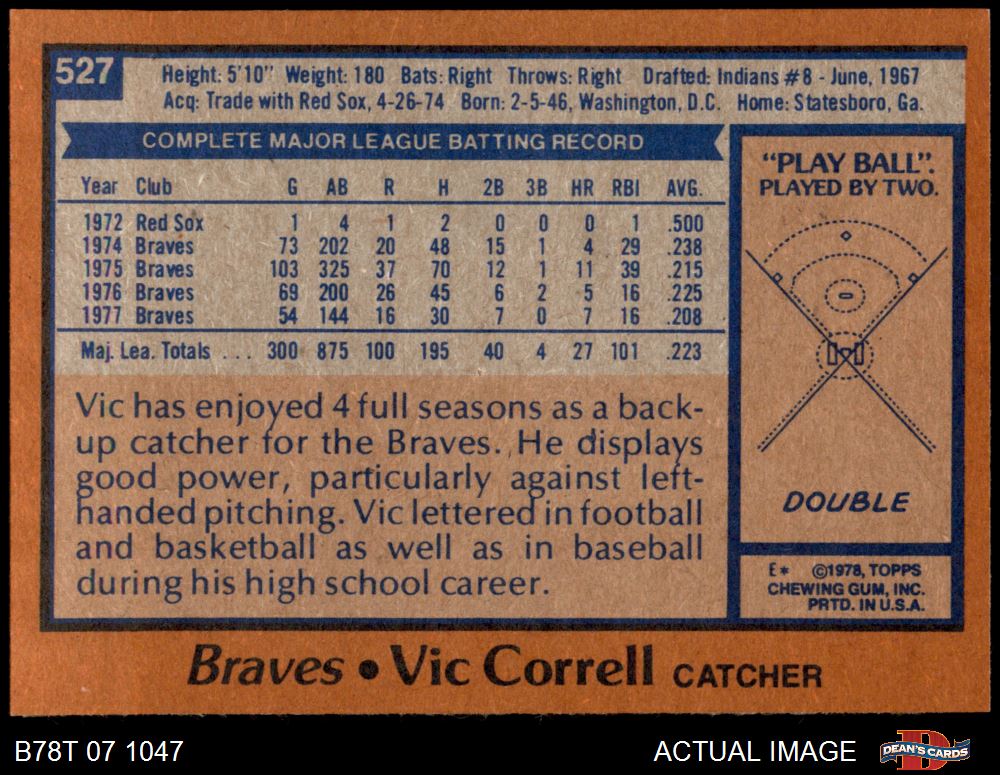 527
Height: 5'10" Weight: 180 Bats: Right Throws: Right Drafted: Indians #8 - June, 1967
Acq: Trade with Red Sox, 4-26-74 Born: 2-5-46, Washington, D.C. Home: Statesboro, Ga.
COMPLETE MAJOR LEAGUE BATTING RECORD
Year Club G AB R H 2B 3B HR RBI AVG.
1972 Red Sox 1 4 1 2 0 0 0 1 .500
1974 Braves 73 202 20 48 15 1 4 29 .238
1975 Braves 103 325 37 70 12 1 11 39 .215
1976 Braves 69 200 26 45 6 2 5 16 .225
1977 Braves 54 144 16 30 7 0 7 16 .208
Maj. Lea. Totals ... 300 875 100 195 40 4 27 101 .223
Vic has enjoyed 4 full seasons as a back-
up catcher for the Braves. He displays
good power, particularly against left-
handed pitching. Vic lettered in football
and basketball as well as in baseball
during his high school career.
"PLAY BALL".
PLAYED BY TWO.
DOUBLE
E* ©1978, TOPPS
CHEWING GUM, INC.
PRTD. IN U.S.A.
Braves • Vic Correll CATCHER
B78T 07 1047
ACTUAL IMAGE
D
DEAN'S CARDS